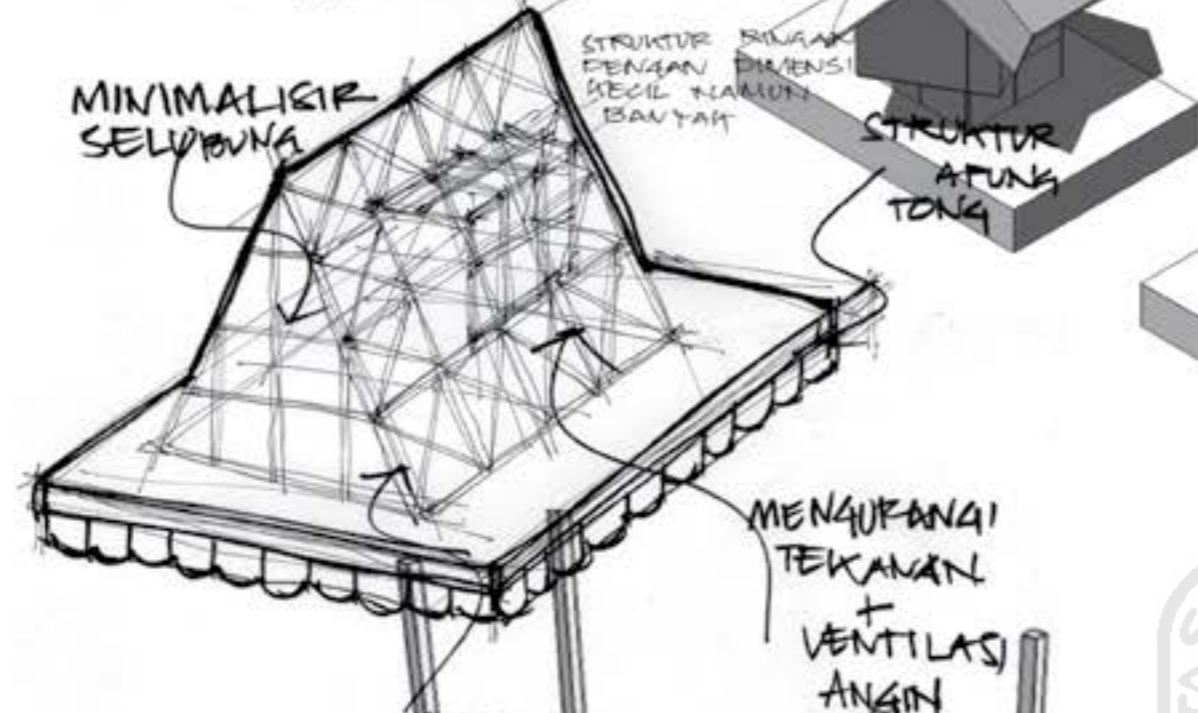 MINIMALISIR
SELUBUNG
STRUKTUR RINGAN
DENGAN DIMENSI
KECIL NAMUN
BANYAK
STRUKTUR
APUNG
TONG
MENGURANGI
TEKANAN
+
VENTILASI
ANGIN